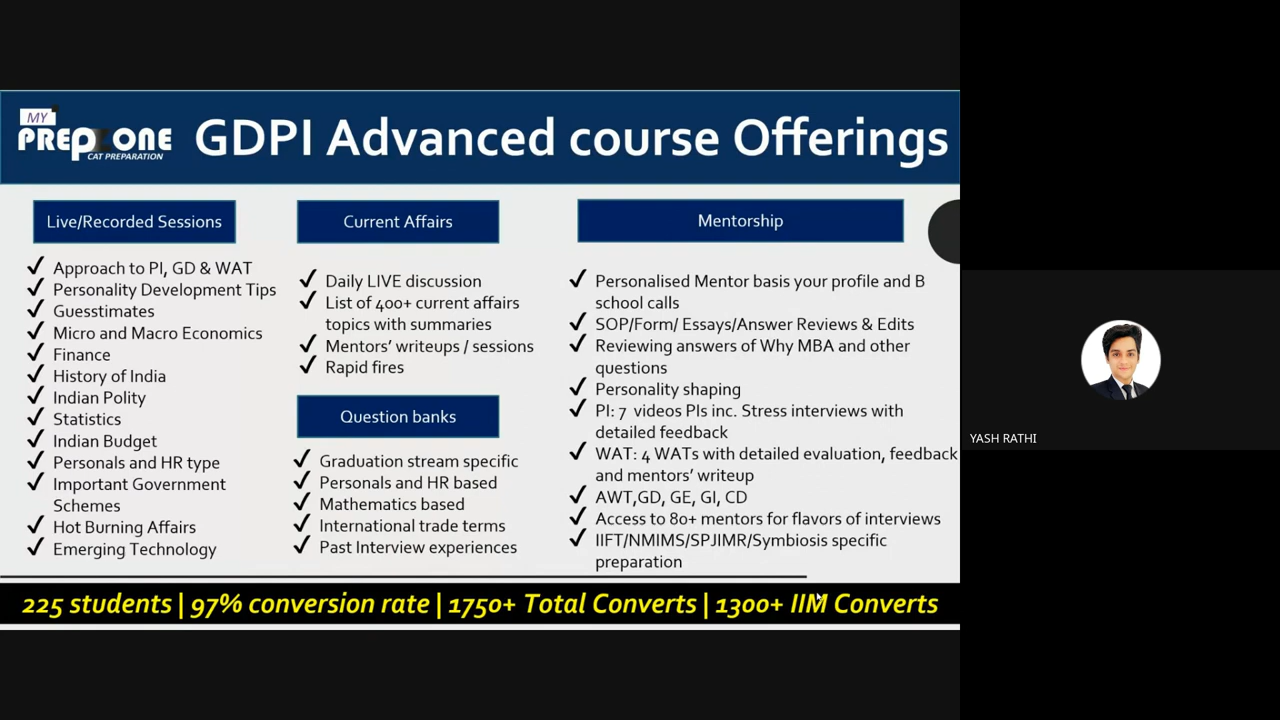 MY
PREPZONE
CAT PREPARATION
GDPI Advanced course Offerings
Live/Recorded Sessions
✓ Approach to PI, GD & WAT
✓ Personality Development Tips
✓ Guesstimates
✓ Micro and Macro Economics
✓ Finance
✓ History of India
✓ Indian Polity
✓ Statistics
✓ Indian Budget
✓ Personals and HR type
✓ Important Government
Schemes
✓ Hot Burning Affairs
✓ Emerging Technology
Current Affairs
✓ Daily LIVE discussion
✓ List of 400+ current affairs
topics with summaries
✓ Mentors' writeups / sessions
✓ Rapid fires
Question banks
✓ Graduation stream specific
✓ Personals and HR based
✓ Mathematics based
✓ International trade terms
✓ Past Interview experiences
Mentorship
✓ Personalised Mentor basis your profile and B
school calls
✓ SOP/Form/ Essays/Answer Reviews & Edits
✓ Reviewing answers of Why MBA and other
questions
✓ Personality shaping
✓ PI: 7 videos PIs inc. Stress interviews with
detailed feedback
✓ WAT: 4 WATs with detailed evaluation, feedback
and mentors' writeup
✓ AWT,GD, GE, GI, CD
✓ Access to 80+ mentors for flavors of interviews
✓ IIFT/NMIMS/SPJIMR/Symbiosis specific
preparation
225 students | 97% conversion rate | 1750+ Total Converts | 1300+ IIM Converts
YASH RATHI